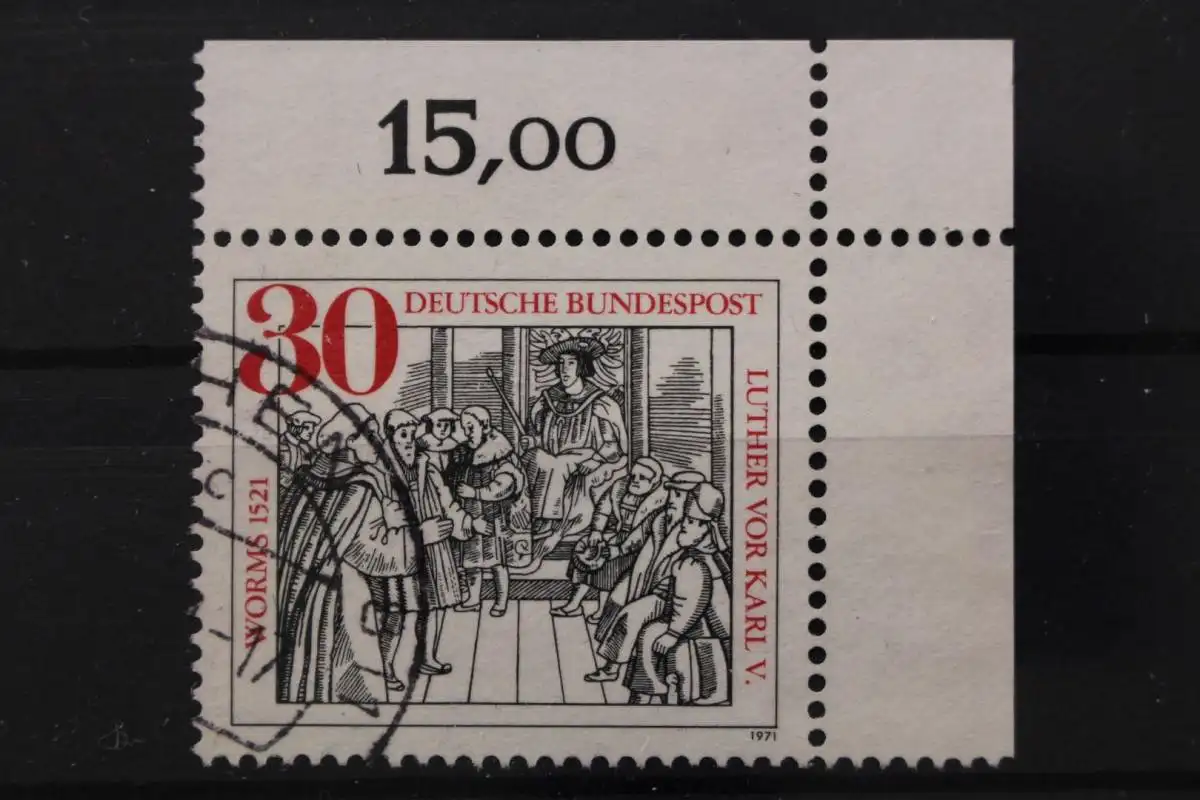 15,00
30
DEUTSCHE BUNDESPOST
LUTHER VOR KARL V.
WORMS 1521
1971